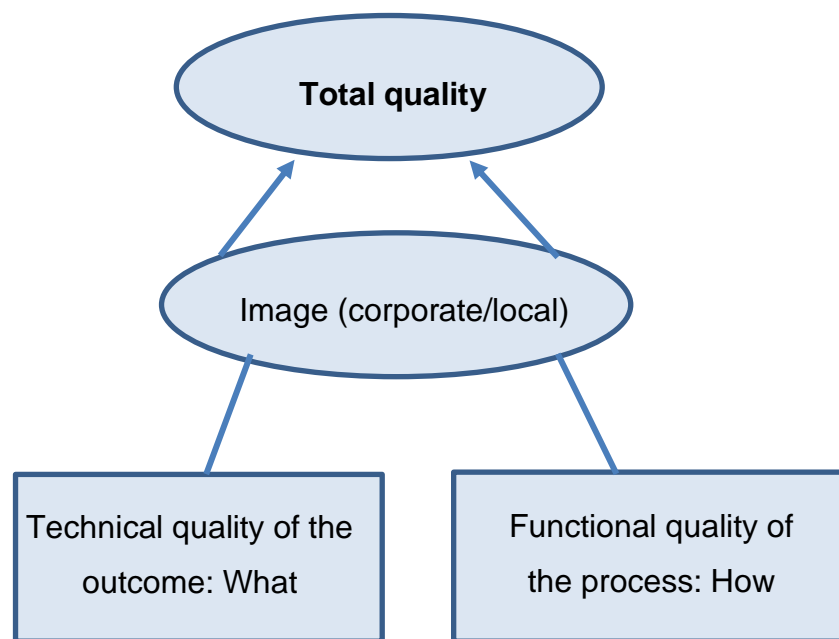 Total quality
Image (corporate/local)
Technical quality of the
outcome: What
Functional quality of
the process: How